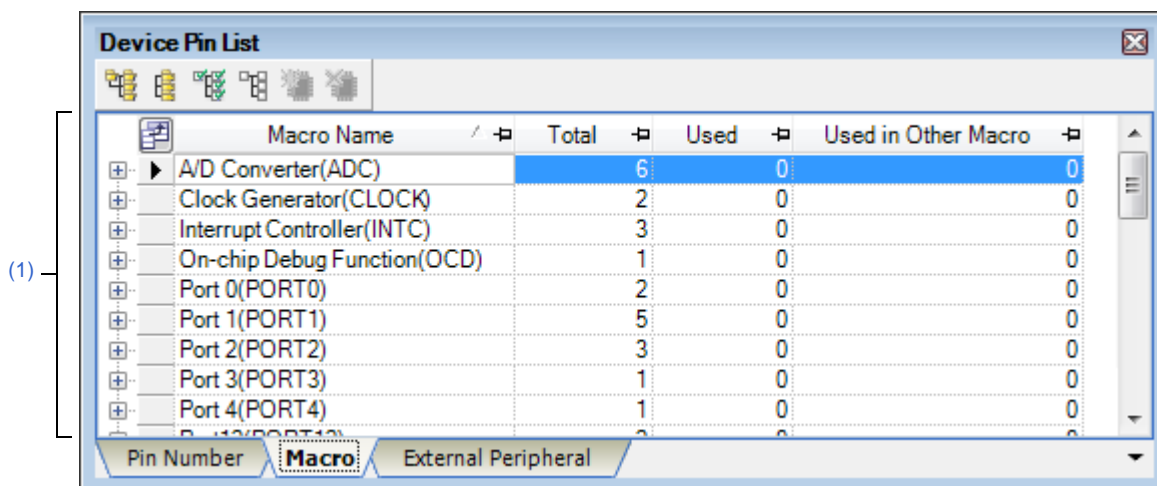 Device Pin List
Macro Name Total Used Used in Other Macro
A/D Converter(ADC) 6 0 0
Clock Generator(CLOCK) 2 0 0
Interrupt Controller(INTC) 3 0 0
On-chip Debug Function(OCD) 1 0 0
(1)
Port 0(PORT0) 2 0 0
Port 1(PORT1) 5 0 0
Port 2(PORT2) 3 0 0
Port 3(PORT3) 1 0 0
Port 4(PORT4) 1 0 0
Pin Number Macro External Peripheral